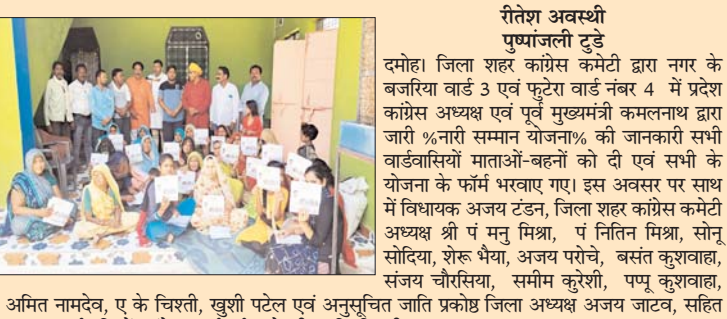 रीतेश अवस्थी
पुष्पांजली टुडे
दमोह। जिला शहर कांग्रेस कमेटी द्वारा नगर के
बजरिया वार्ड 3 एवं फुटेरा वार्ड नंबर 4 में प्रदेश
कांग्रेस अध्यक्ष एवं पूर्व मुख्यमंत्री कमलनाथ द्वारा
जारी %नारी सम्मान योजना% की जानकारी सभी
वार्डवासियों माताओं-बहनों को दी एवं सभी के
योजना के फॉर्म भरवाए गए। इस अवसर पर साथ
में विधायक अजय टंडन, जिला शहर कांग्रेस कमेटी
अध्यक्ष श्री पं मनु मिश्रा, पं नितिन मिश्रा, सोनू
सोदिया, शेरू भैया, अजय परोचे, बसंत कुशवाहा,
संजय चौरसिया, समीम कुरेशी, पप्पू कुशवाहा,
अमित नामदेव, ए के चिश्ती, खुशी पटेल एवं अनुसूचित जाति प्रकोष्ठ जिला अध्यक्ष अजय जाटव, सहित